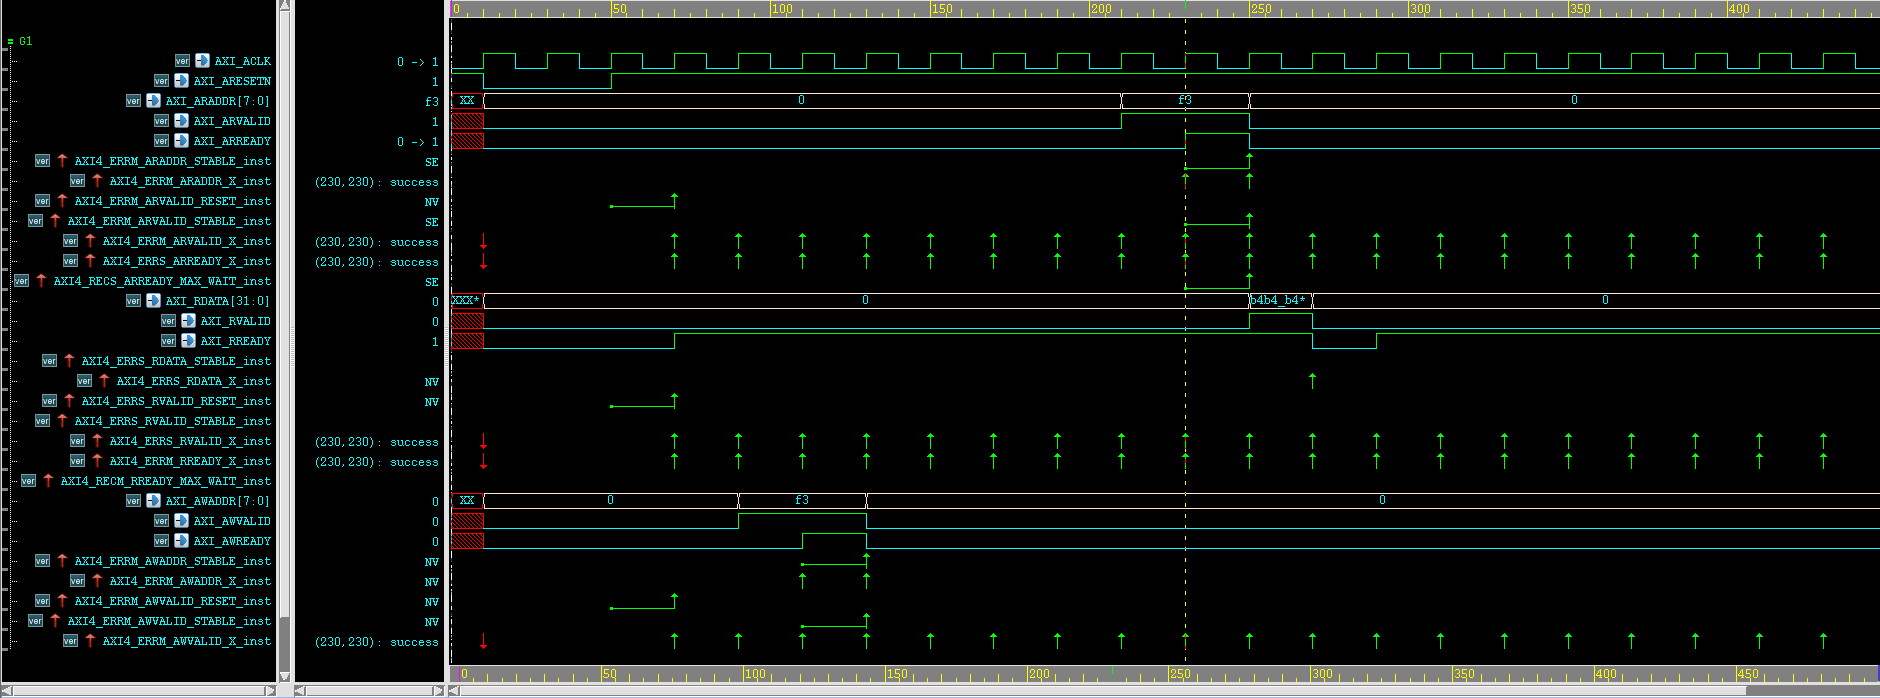 0 50 100 150 200 250 300 350 400
G1
ver AXI_ACLK 0 -> 1
ver AXI_ARESETN 1
ver AXI_ARADDR[7:0] f3 XX 0 f3 0
ver AXI_ARVALID 1
ver AXI_ARREADY 0 -> 1
ver AXI4_ERRM_ARADDR_STABLE_inst SE
ver AXI4_ERRM_ARADDR_X_inst (230,230): success
ver AXI4_ERRM_ARVALID_RESET_inst NV
ver AXI4_ERRM_ARVALID_STABLE_inst SE
ver AXI4_ERRM_ARVALID_X_inst (230,230): success
ver AXI4_ERRS_ARREADY_X_inst (230,230): success
ver AXI4_RECS_ARREADY_MAX_WAIT_inst SE
ver AXI_RDATA[31:0] 0 XXX* 0 b4b4_b4* 0
ver AXI_RVALID 0
ver AXI_RREADY 1
ver AXI4_ERRS_RDATA_STABLE_inst
ver AXI4_ERRS_RDATA_X_inst NV
ver AXI4_ERRS_RVALID_RESET_inst NV
ver AXI4_ERRS_RVALID_STABLE_inst
ver AXI4_ERRS_RVALID_X_inst (230,230): success
ver AXI4_ERRM_RREADY_X_inst (230,230): success
ver AXI4_RECM_RREADY_MAX_WAIT_inst
ver AXI_AWADDR[7:0] 0 XX 0 f3 0
ver AXI_AWVALID 0
ver AXI_AWREADY 0
ver AXI4_ERRM_AWADDR_STABLE_inst NV
ver AXI4_ERRM_AWADDR_X_inst NV
ver AXI4_ERRM_AWVALID_RESET_inst NV
ver AXI4_ERRM_AWVALID_STABLE_inst NV
ver AXI4_ERRM_AWVALID_X_inst (230,230): success
0 50 100 150 200 250 300 350 400 450